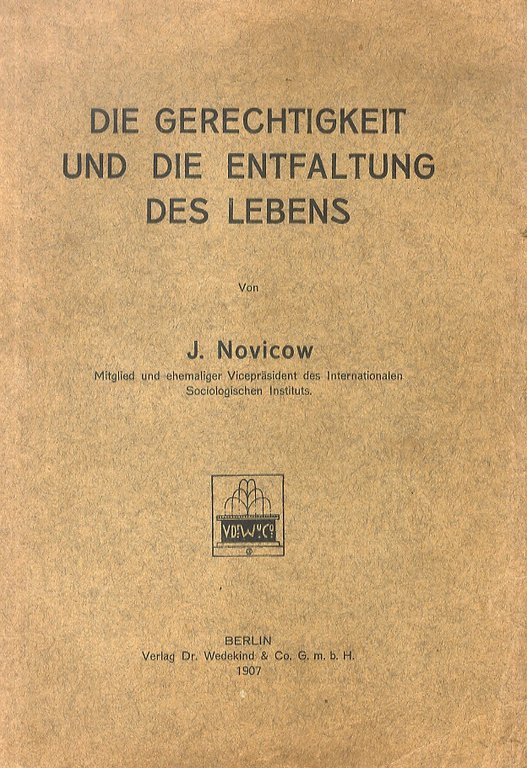 DIE GERECHTIGKEIT
UND DIE ENTFALTUNG
DES LEBENS
Von
J. Novicow
Mitglied und ehemaliger Vicepräsident des Internationalen
Sociologischen Instituts.
V.Dr.W.u.Co.
BERLIN
Verlag Dr. Wedekind & Co. G. m. b. H.
1907